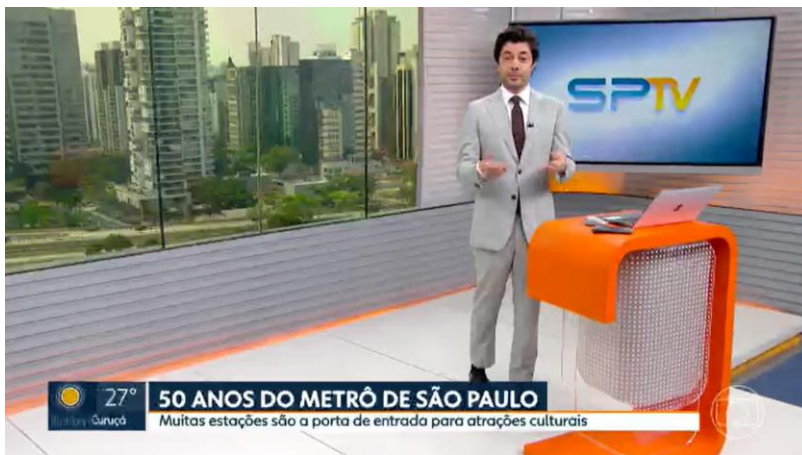 SPTV
27°
50 ANOS DO METRÔ DE SÃO PAULO
Curuçá
Muitas estações são a porta de entrada para atrações culturais